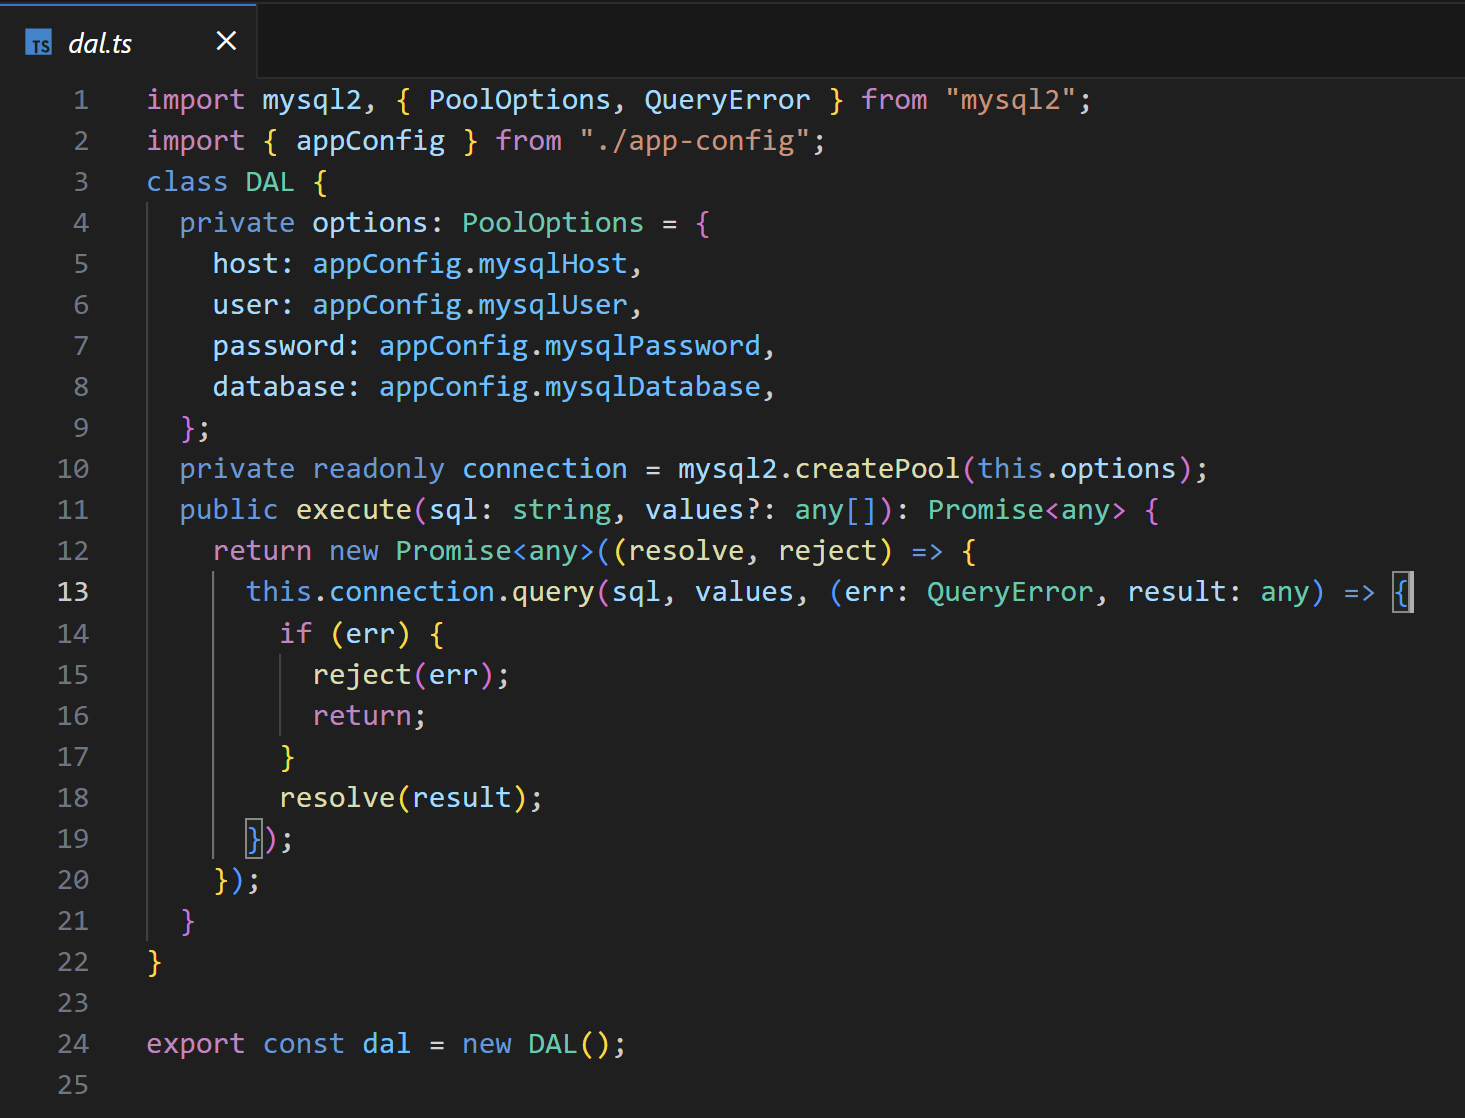 TS dal.ts ×
1 import mysql2, { PoolOptions, QueryError } from "mysql2";
2 import { appConfig } from "./app-config";
3 class DAL {
4   private options: PoolOptions = {
5     host: appConfig.mysqlHost,
6     user: appConfig.mysqlUser,
7     password: appConfig.mysqlPassword,
8     database: appConfig.mysqlDatabase,
9   };
10   private readonly connection = mysql2.createPool(this.options);
11   public execute(sql: string, values?: any[]): Promise<any> {
12     return new Promise<any>((resolve, reject) => {
13       this.connection.query(sql, values, (err: QueryError, result: any) => {
14         if (err) {
15           reject(err);
16           return;
17         }
18         resolve(result);
19       });
20     });
21   }
22 }
23
24 export const dal = new DAL();
25